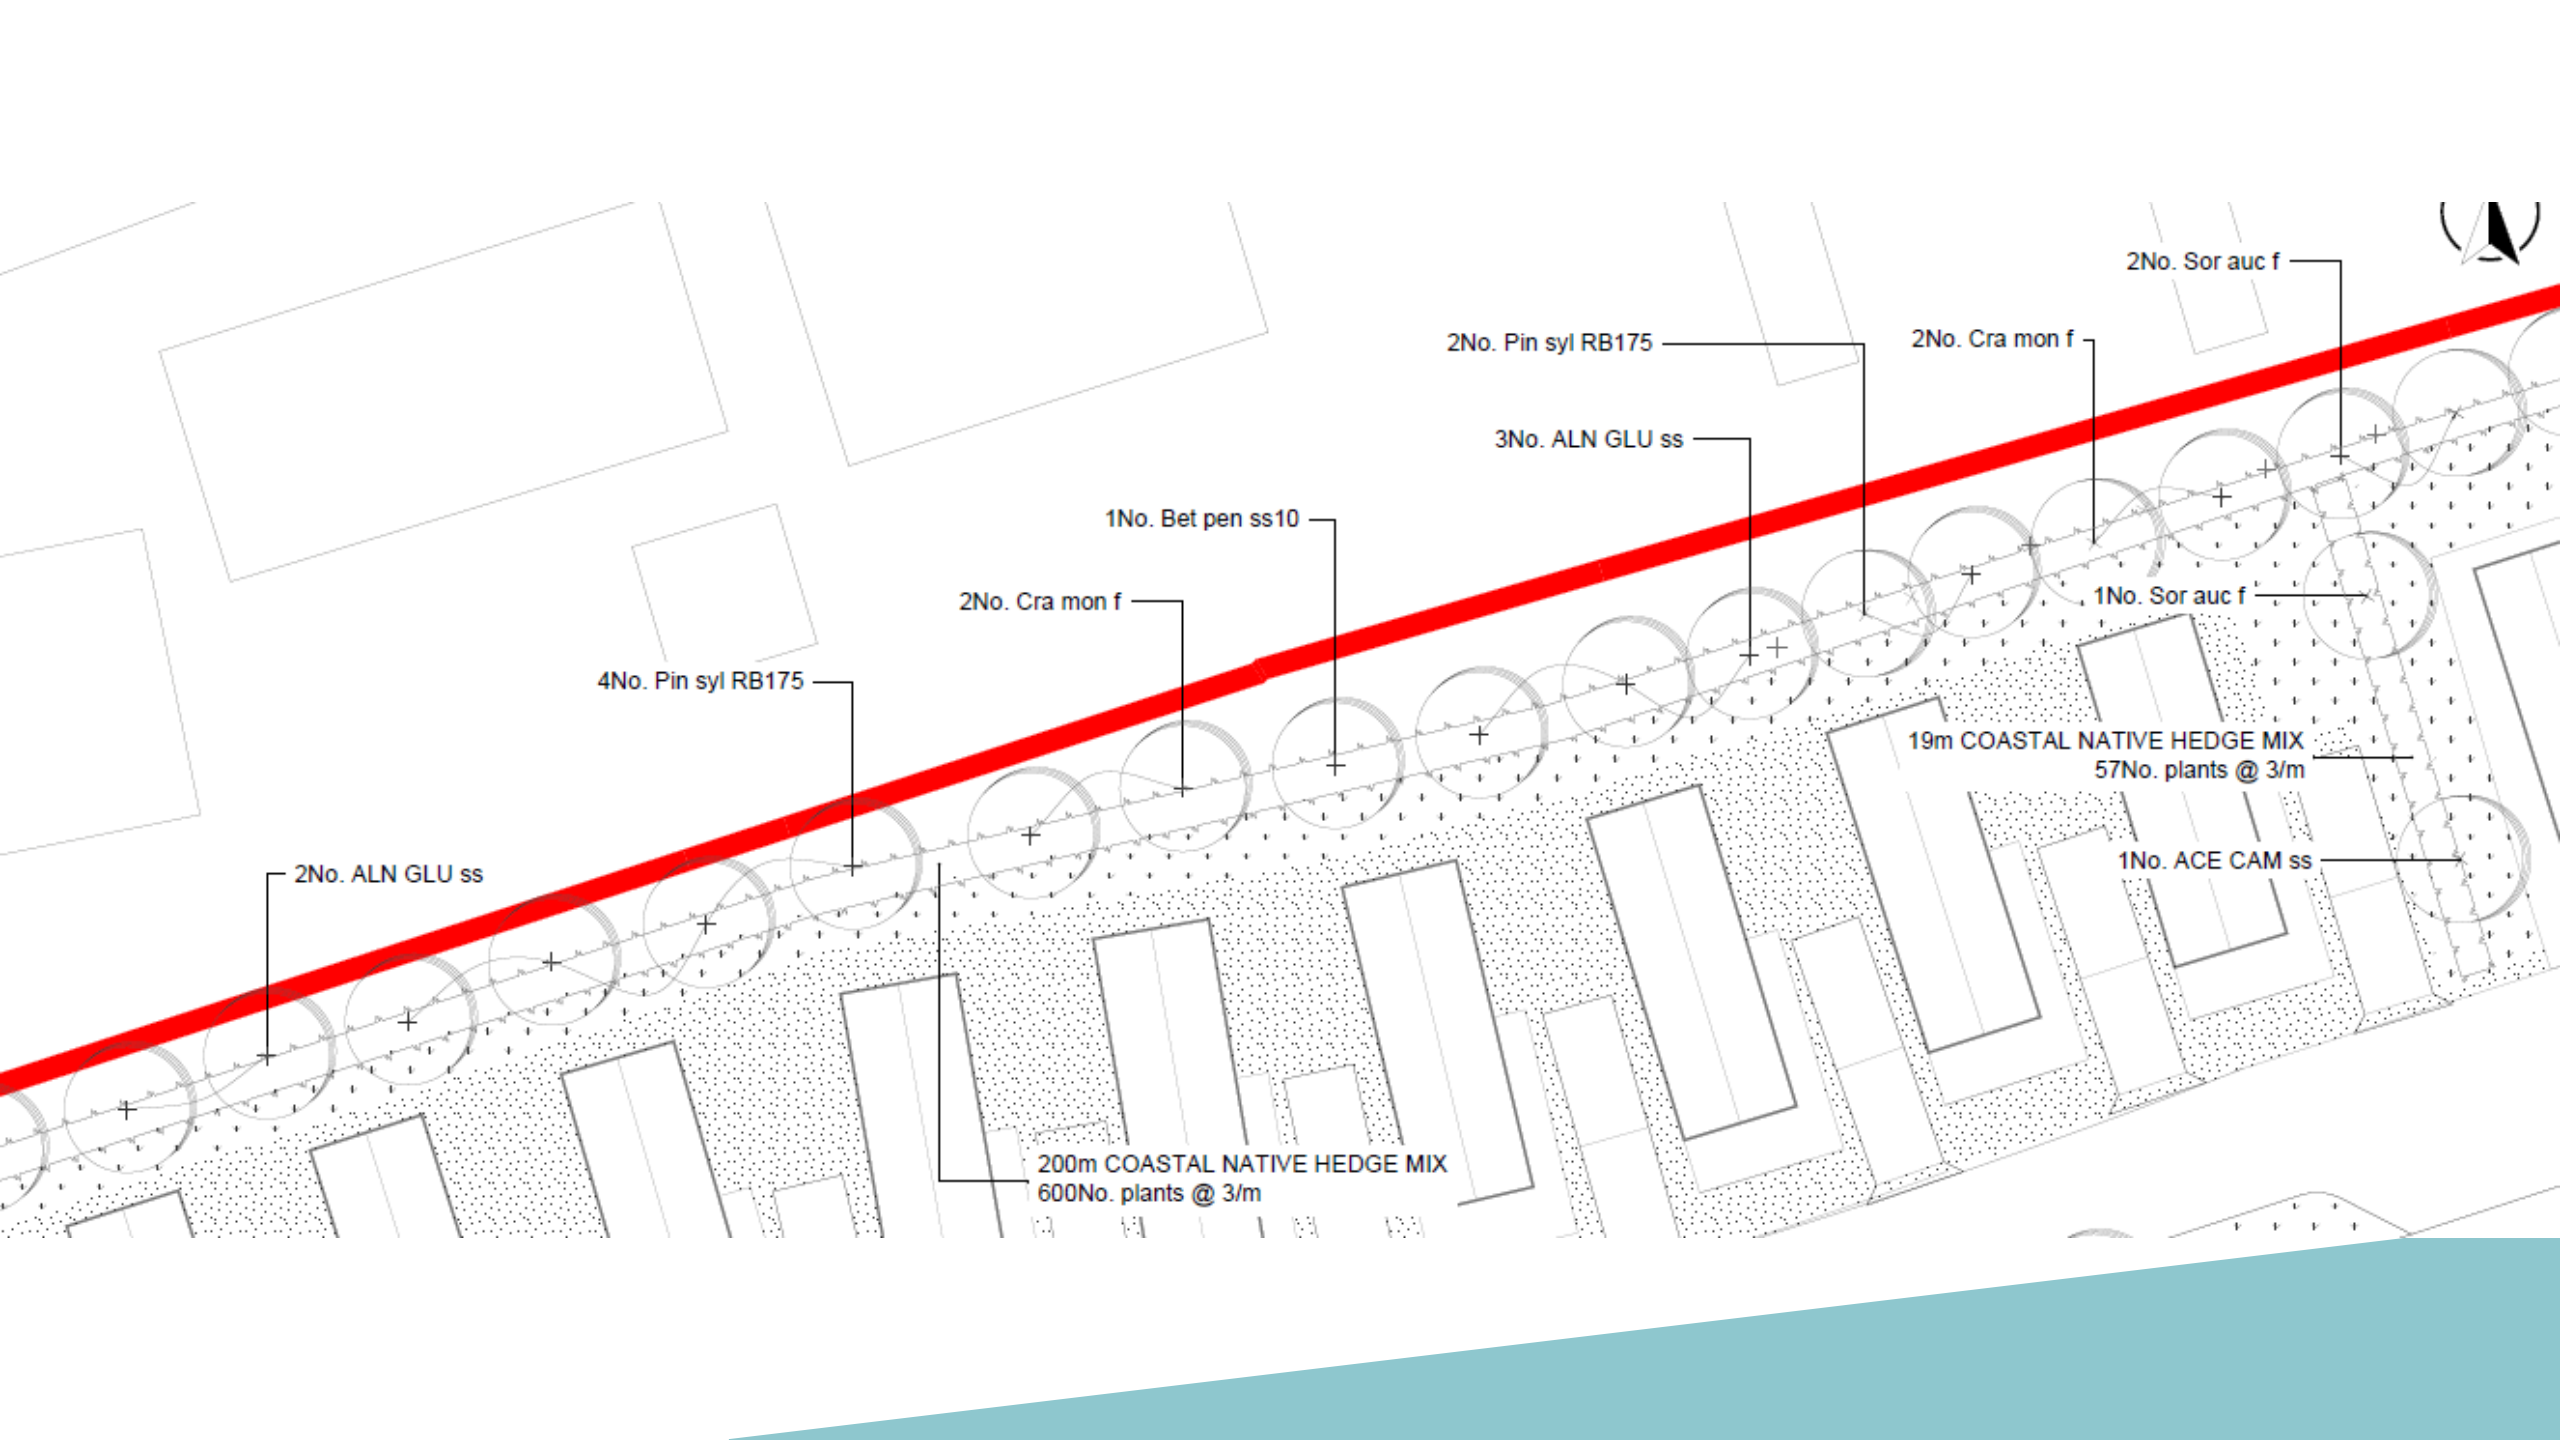 2No. Sor auc f
2No. Pin syl RB175
2No. Cra mon f
3No. ALN GLU ss
1No. Bet pen ss10
2No. Cra mon f
1No. Sor auc f
4No. Pin syl RB175
19m COASTAL NATIVE HEDGE MIX
57No. plants @ 3/m
2No. ALN GLU ss
1No. ACE CAM ss
200m COASTAL NATIVE HEDGE MIX
600No. plants @ 3/m